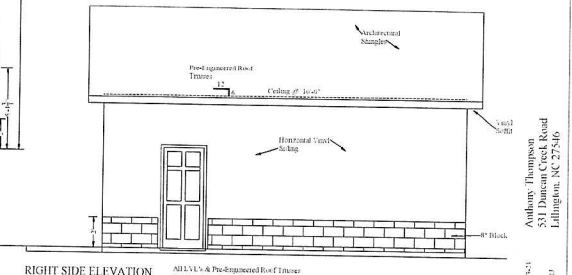 Architectural
Shingles
Pre-Engineered Roof
Trusses
12
6
Ceiling @ 10'-0"
Vinyl
Soffit
Horizontal Vinyl
Siding
8" Block
RIGHT SIDE ELEVATION
All LVL's & Pre-Engineered Roof Trusses
Anthony Thompson
531 Duncan Creek Road
Lillington, NC 27546